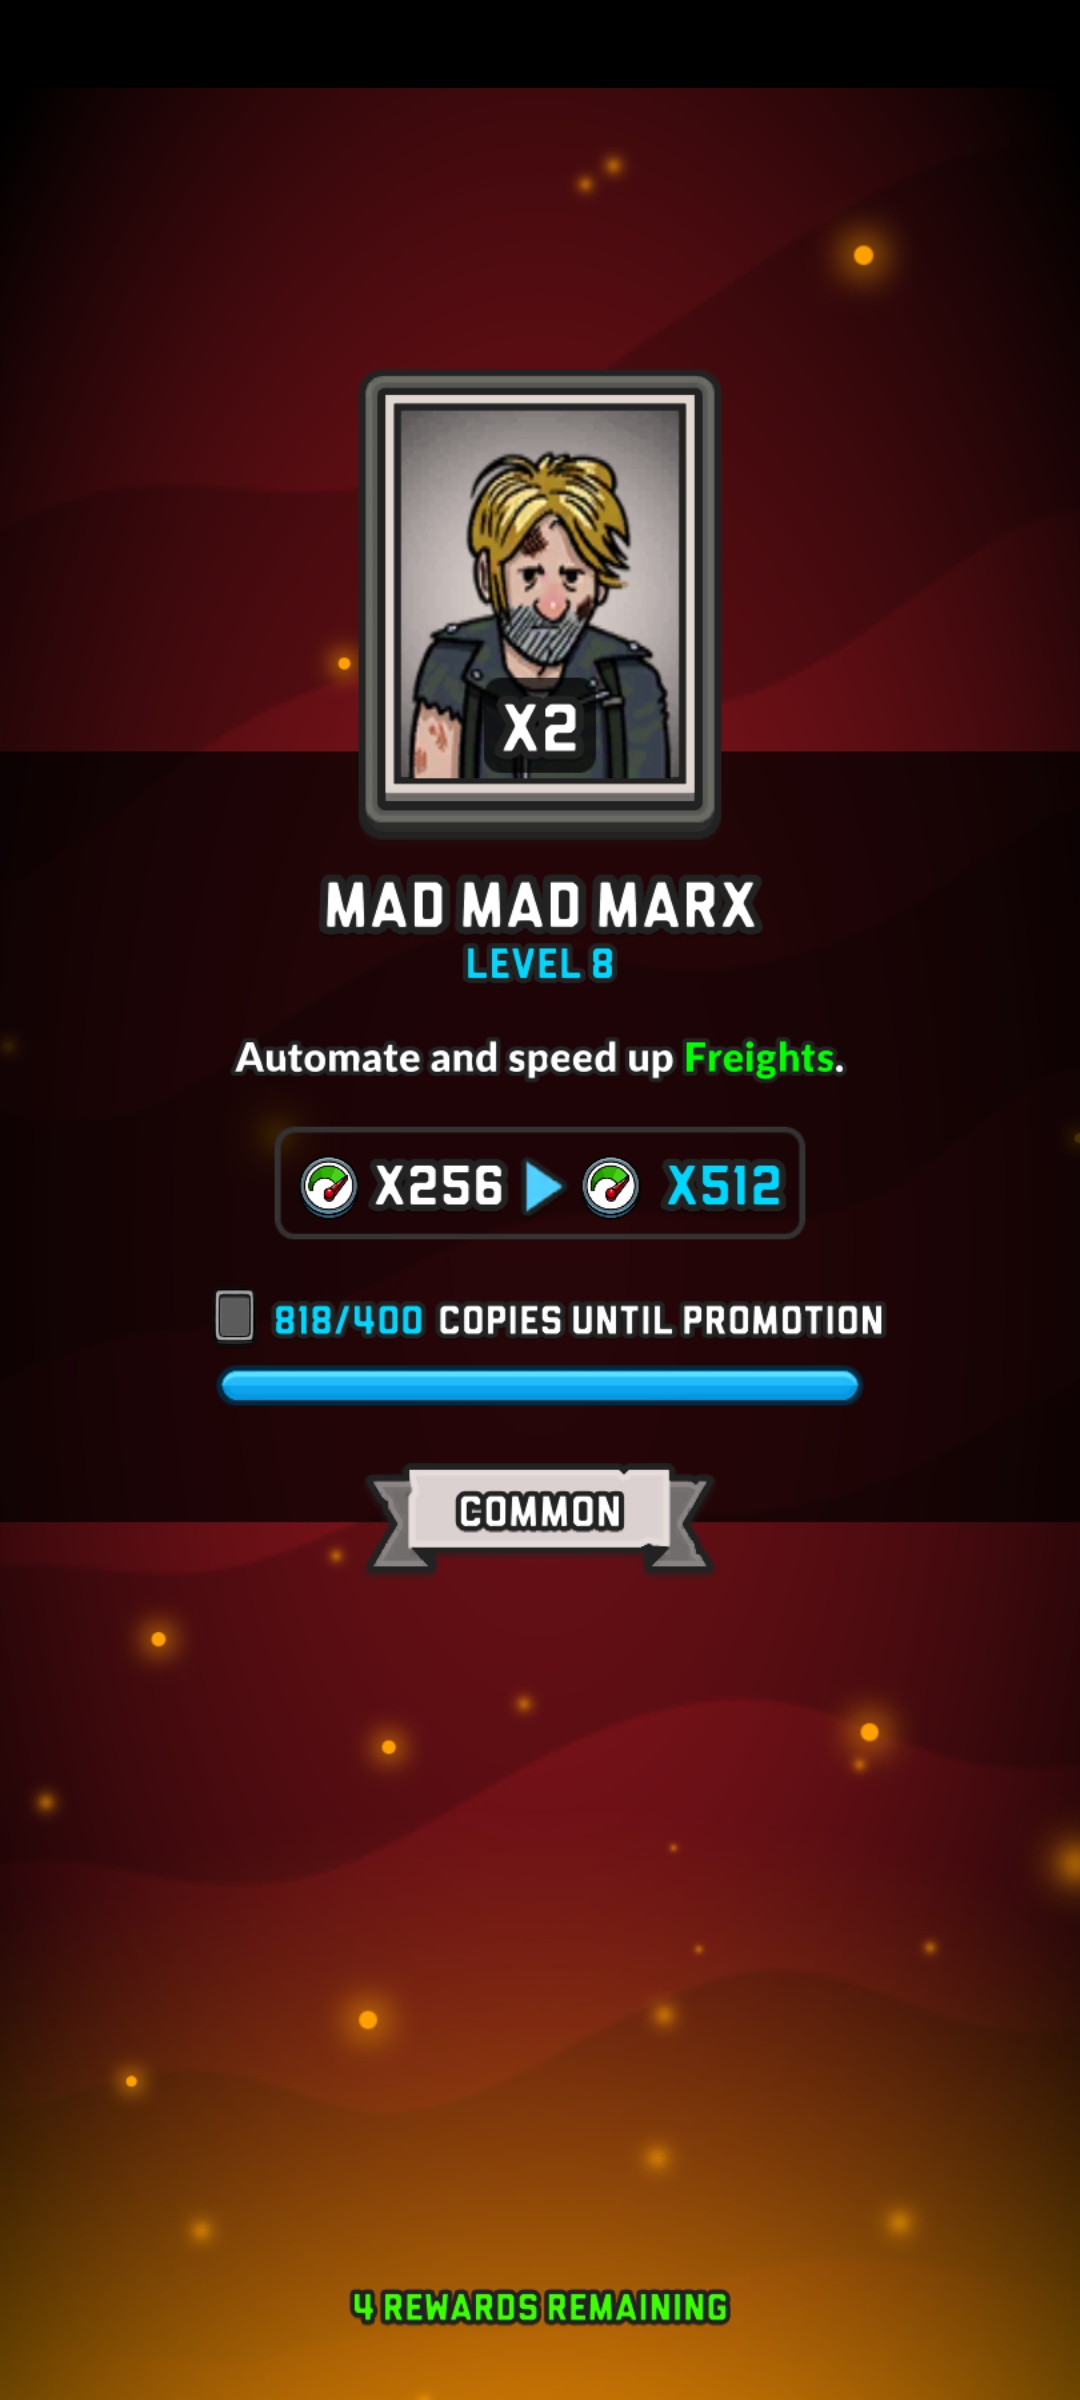 X2
MAD MAD MARX
LEVEL 8
Automate and speed up Freights.
X256 X512
818/400 COPIES UNTIL PROMOTION
COMMON
4 REWARDS REMAINING